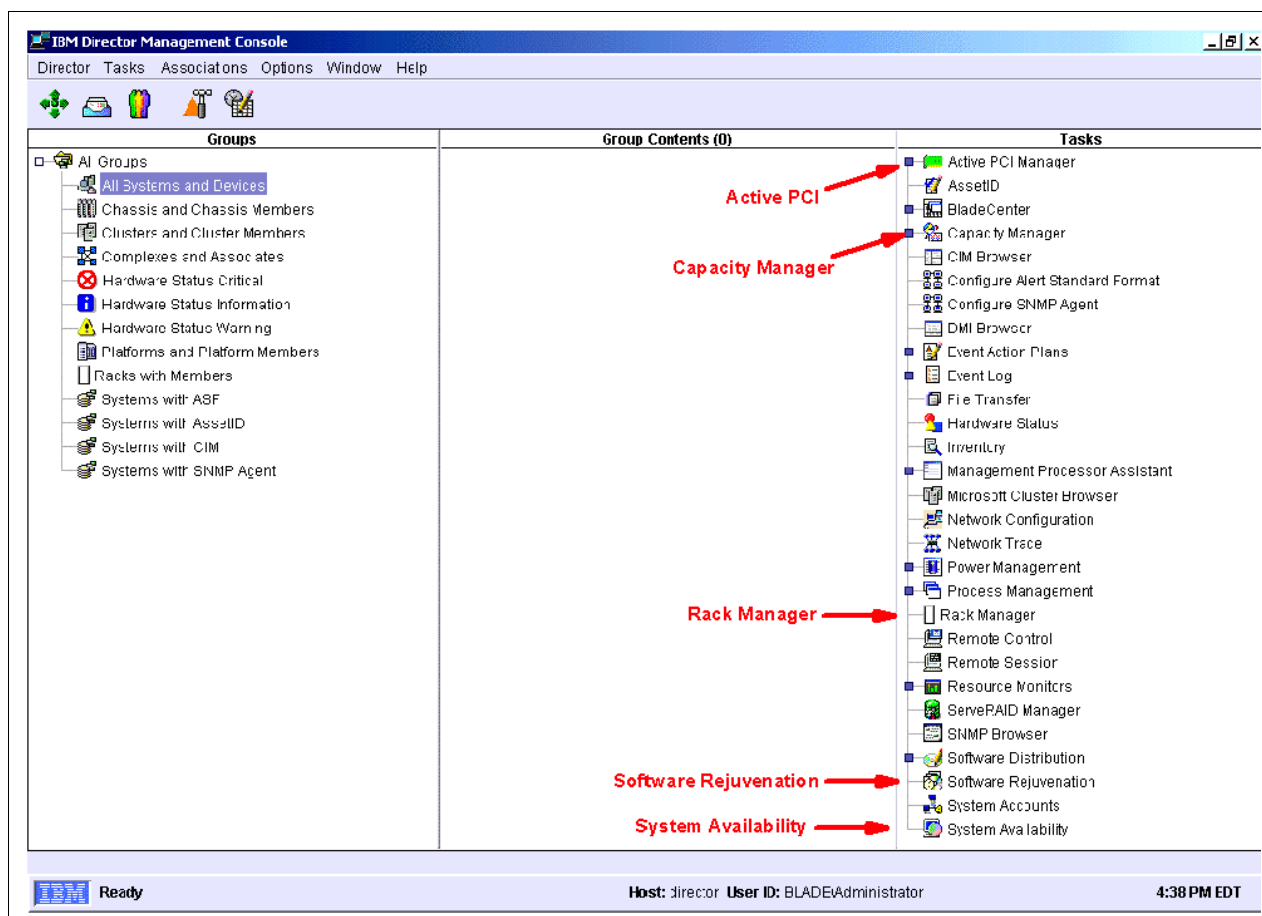 IBM Director Management Console
Director Tasks Associations Options Window Help
Groups
All Groups
All Systems and Devices
Chassis and Chassis Members
Clusters and Cluster Members
Complexes and Associates
Hardware Status Critical
Hardware Status Information
Hardware Status Warning
Platforms and Platform Members
Racks with Members
Systems with ASF
Systems with AssetID
Systems with CIM
Systems with SNMP Agent
Group Contents (0)
Active PCI
Capacity Manager
Rack Manager
Software Rejuvenation
System Availability
Tasks
Active PCI Manager
AssetID
BladeCenter
Capacity Manager
CIM Browser
Configure Alert Standard Format
Configure SNMP Agent
DMI Browser
Event Action Plans
Event Log
File Transfer
Hardware Status
Inventory
Management Processor Assistant
Microsoft Cluster Browser
Network Configuration
Network Trace
Power Management
Process Management
Rack Manager
Remote Control
Remote Session
Resource Monitors
ServeRAID Manager
SNMP Browser
Software Distribution
Software Rejuvenation
System Accounts
System Availability
IBM Ready Host: director User ID: BLADE\Administrator 4:38 PM EDT